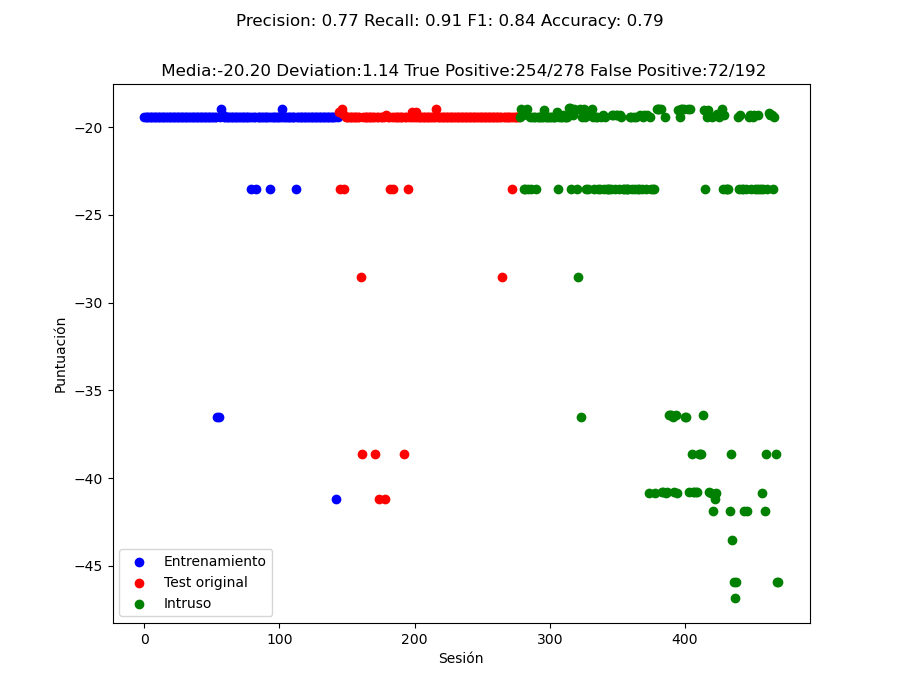 Precision: 0.77 Recall: 0.91 F1: 0.84 Accuracy: 0.79
Media:-20.20 Deviation:1.14 True Positive:254/278 False Positive:72/192
Puntuación
−20
−25
−30
−35
−40
−45
Entrenamiento
Test original
Intruso
0 100 200 300 400
Sesión